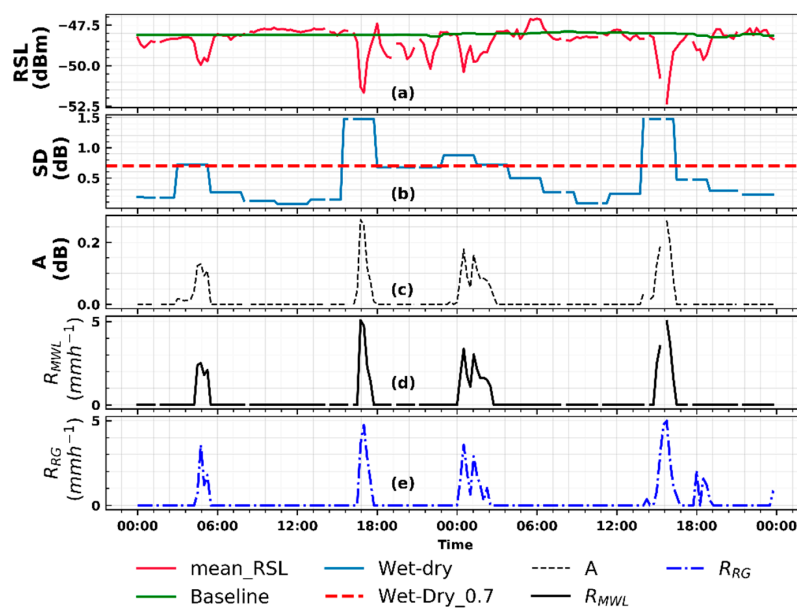 RSL
(dBm)
−47.5
−50.0
−52.5
(a)
SD
(dB)
1.5
1.0
0.5
(b)
A
(dB)
0.2
0.0
(c)
R_MWL
(mmh⁻¹)
5
0
(d)
R_RG
(mmh⁻¹)
5
0
(e)
00:00 06:00 12:00 18:00 00:00 06:00 12:00 18:00 00:00
Time
mean_RSL Wet-dry A R_RG
Baseline Wet-Dry_0.7 R_MWL